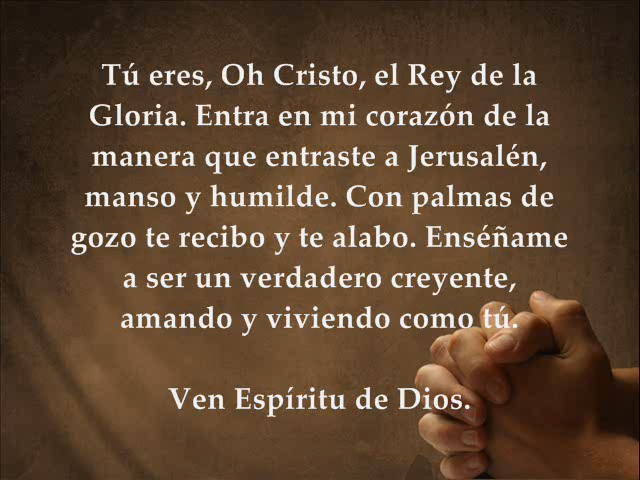 Tú eres, Oh Cristo, el Rey de la
Gloria. Entra en mi corazón de la
manera que entraste a Jerusalén,
manso y humilde. Con palmas de
gozo te recibo y te alabo. Enséñame
a ser un verdadero creyente,
amando y viviendo como tú.
Ven Espíritu de Dios.